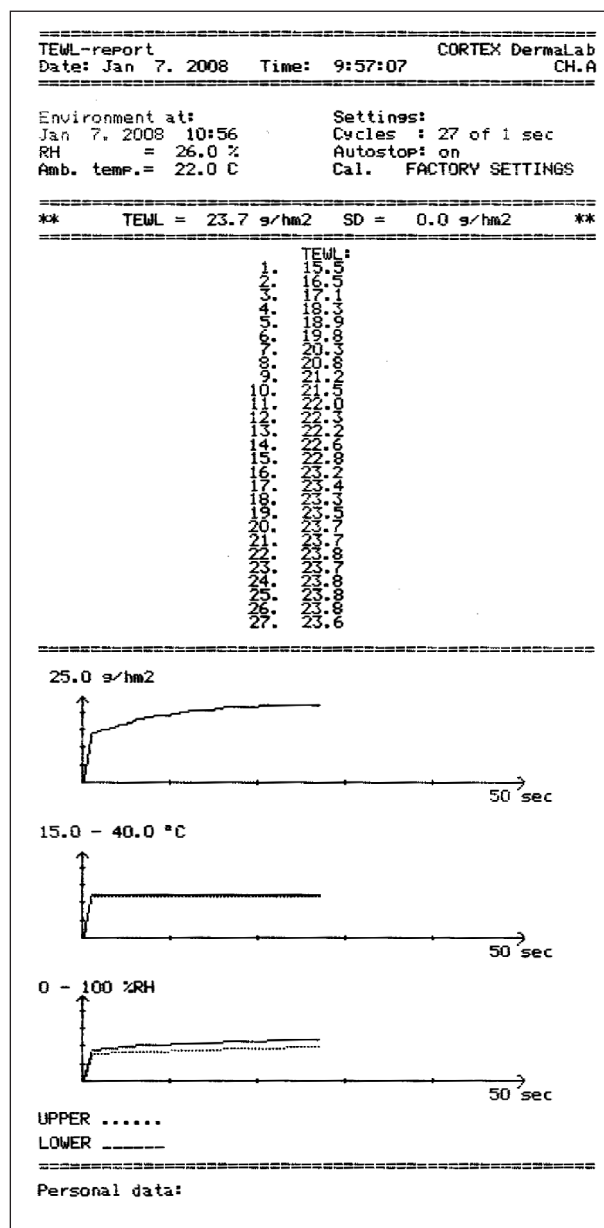 TEWL-report CORTEX DermaLab
Date: Jan 7. 2008 Time: 9:57:07 CH.A
Environment at: Settings:
Jan 7. 2008 10:56 Cycles : 27 of 1 sec
RH = 26.0 % Autostop: on
Amb. temp.= 22.0 C Cal. FACTORY SETTINGS
** TEWL = 23.7 g/hm2 SD = 0.0 g/hm2 **
TEWL:
1. 15.5
2. 16.5
3. 17.1
4. 18.3
5. 18.9
6. 19.8
7. 20.3
8. 20.8
9. 21.2
10. 21.5
11. 22.0
12. 22.3
13. 22.2
14. 22.6
15. 22.8
16. 23.2
17. 23.4
18. 23.3
19. 23.5
20. 23.7
21. 23.7
22. 23.8
23. 23.7
24. 23.8
25. 23.8
26. 23.8
27. 23.6
25.0 g/hm2
50 sec
15.0 - 40.0 °C
50 sec
0 - 100 %RH
50 sec
UPPER ......
LOWER ______
Personal data: